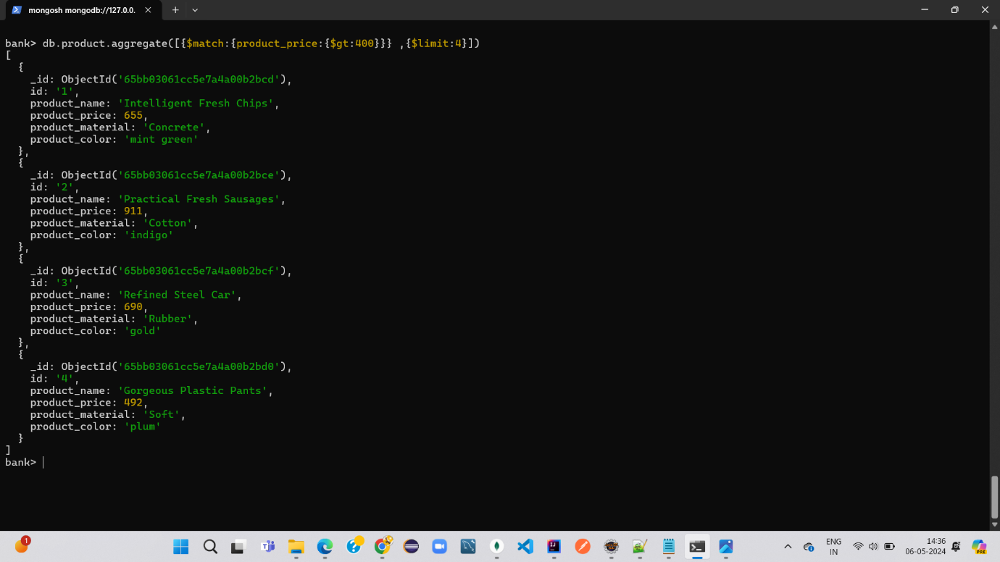 mongosh mongodb://127.0.0.
bank> db.product.aggregate([{$match:{product_price:{$gt:400}}} ,{$limit:4}])
[
  {
    _id: ObjectId('65bb03061cc5e7a4a00b2bcd'),
    id: '1',
    product_name: 'Intelligent Fresh Chips',
    product_price: 655,
    product_material: 'Concrete',
    product_color: 'mint green'
  },
  {
    _id: ObjectId('65bb03061cc5e7a4a00b2bce'),
    id: '2',
    product_name: 'Practical Fresh Sausages',
    product_price: 911,
    product_material: 'Cotton',
    product_color: 'indigo'
  },
  {
    _id: ObjectId('65bb03061cc5e7a4a00b2bcf'),
    id: '3',
    product_name: 'Refined Steel Car',
    product_price: 690,
    product_material: 'Rubber',
    product_color: 'gold'
  },
  {
    _id: ObjectId('65bb03061cc5e7a4a00b2bd0'),
    id: '4',
    product_name: 'Gorgeous Plastic Pants',
    product_price: 492,
    product_material: 'Soft',
    product_color: 'plum'
  }
]
bank>
1
ENG
IN
14:36
06-05-2024
PRE